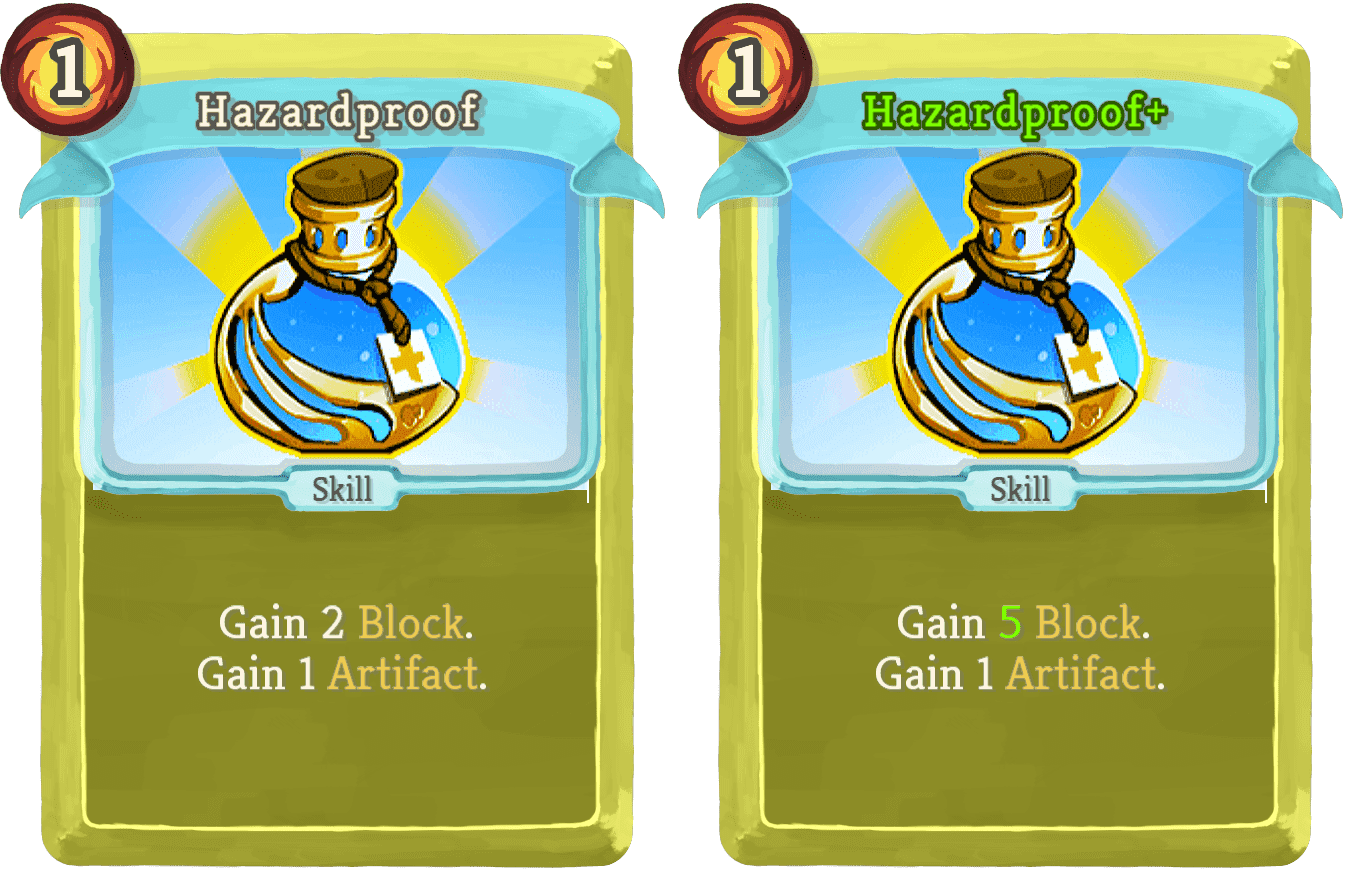 1
Hazardproof
Skill
Gain 2 Block.
Gain 1 Artifact.
1
Hazardproof+
Skill
Gain 5 Block.
Gain 1 Artifact.